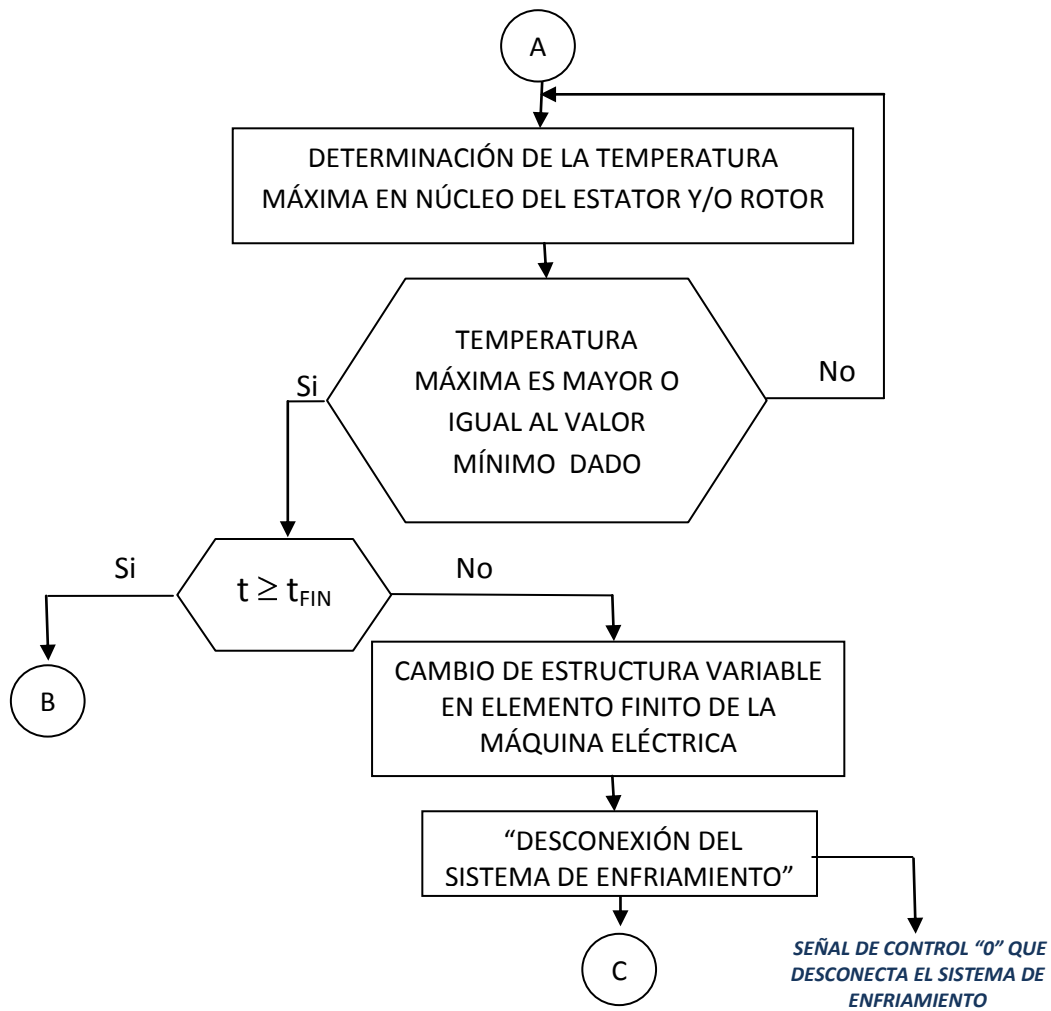 A
DETERMINACIÓN DE LA TEMPERATURA
MÁXIMA EN NÚCLEO DEL ESTATOR Y/O ROTOR
TEMPERATURA
MÁXIMA ES MAYOR O
IGUAL AL VALOR
MÍNIMO DADO
Si
No
t ≥ tFIN
Si
No
B
CAMBIO DE ESTRUCTURA VARIABLE
EN ELEMENTO FINITO DE LA
MÁQUINA ELÉCTRICA
“DESCONEXIÓN DEL
SISTEMA DE ENFRIAMIENTO”
C
SEÑAL DE CONTROL “0” QUE
DESCONECTA EL SISTEMA DE
ENFRIAMIENTO